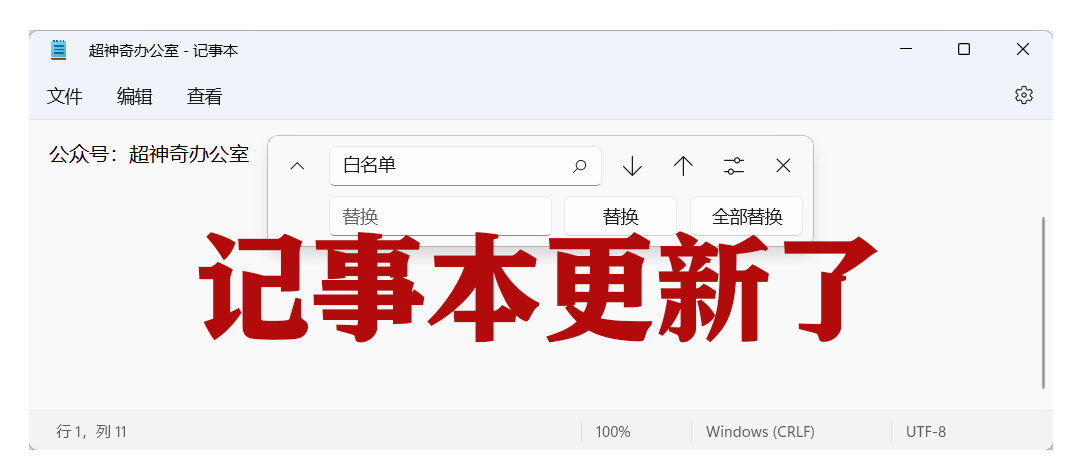 超神奇办公室 - 记事本
文件 编辑 查看
公众号：超神奇办公室
白名单
替换 替换 全部替换
记事本更新了
行 1，列 11 100% Windows (CRLF) UTF-8